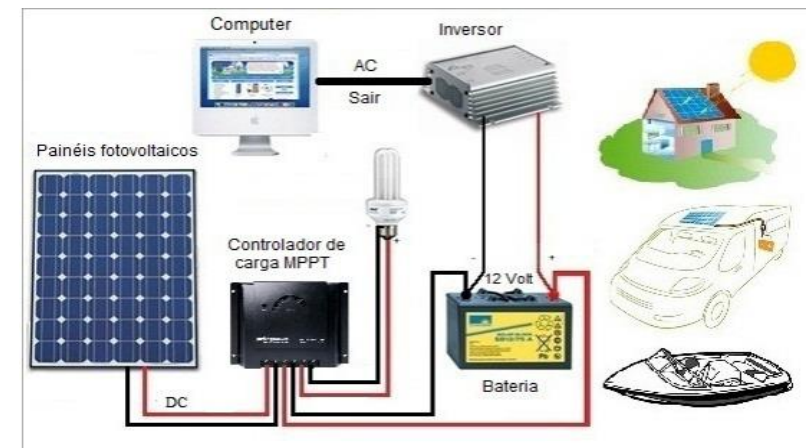 Computer
Inversor
AC
Sair
Painéis fotovoltaicos
Controlador de
carga MPPT
- +
- +
12 Volt
DC
Bateria